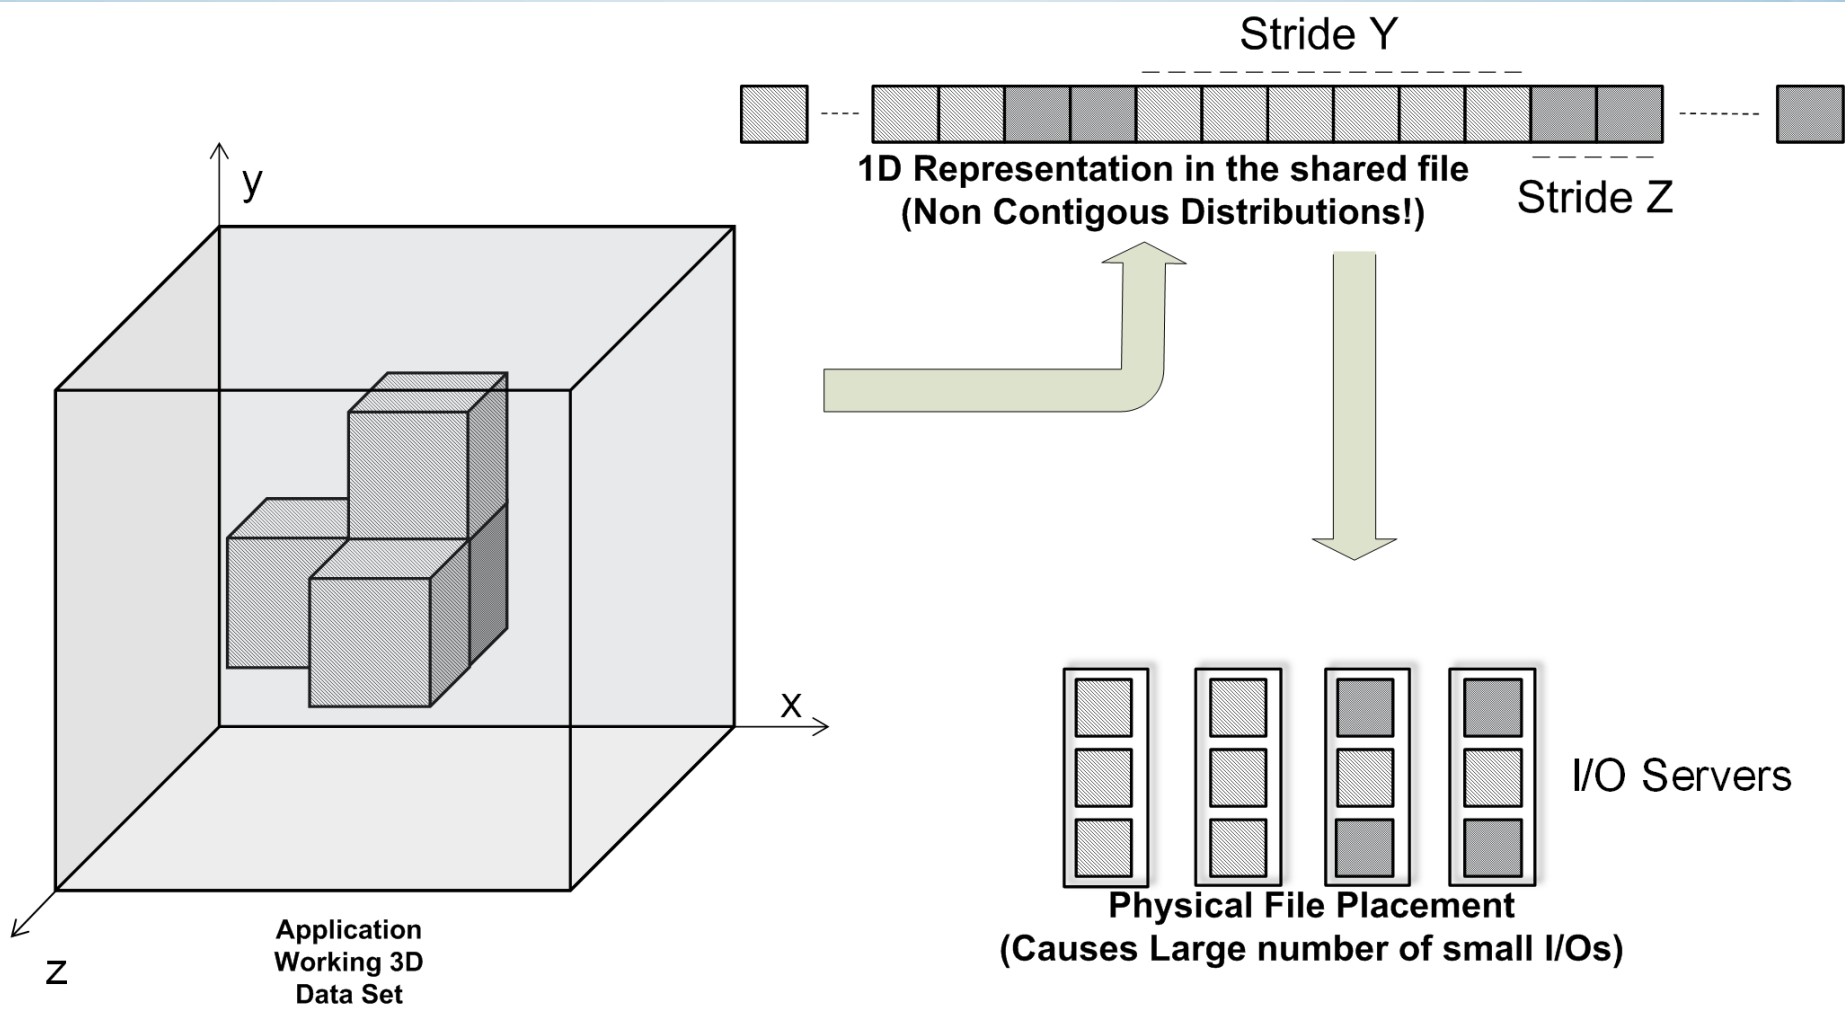 Stride Y
1D Representation in the shared file
(Non Contigous Distributions!)
Stride Z
y
x
z
Application
Working 3D
Data Set
I/O Servers
Physical File Placement
(Causes Large number of small I/Os)